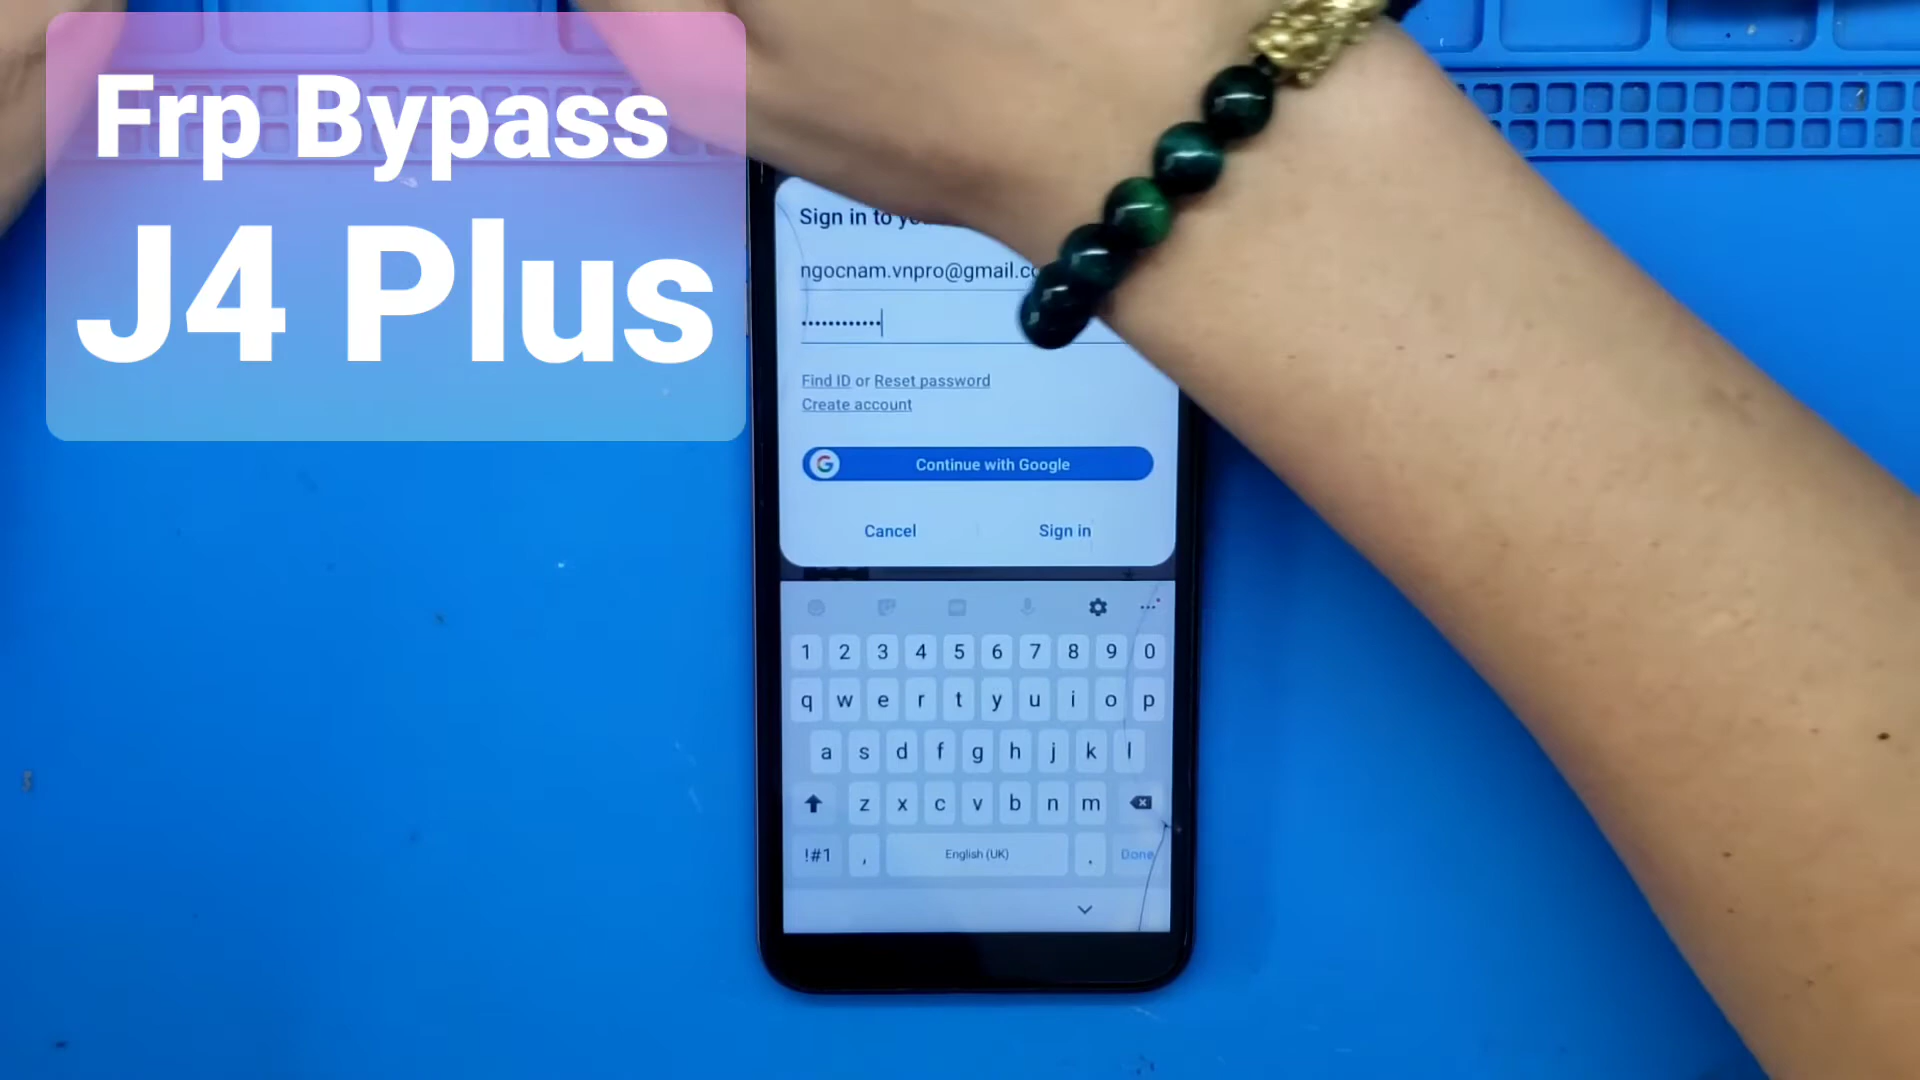 Frp Bypass
J4 Plus
Sign in to
ngocnam.vnpro@gmail.
Find ID or Reset password
Create account
G Continue with Google
Cancel Sign in
1 2 3 4 5 6 7 8 9 0
q w e r t y u i o p
a s d f g h j k l
z x c v b n m
!#1 , English (UK) . Done